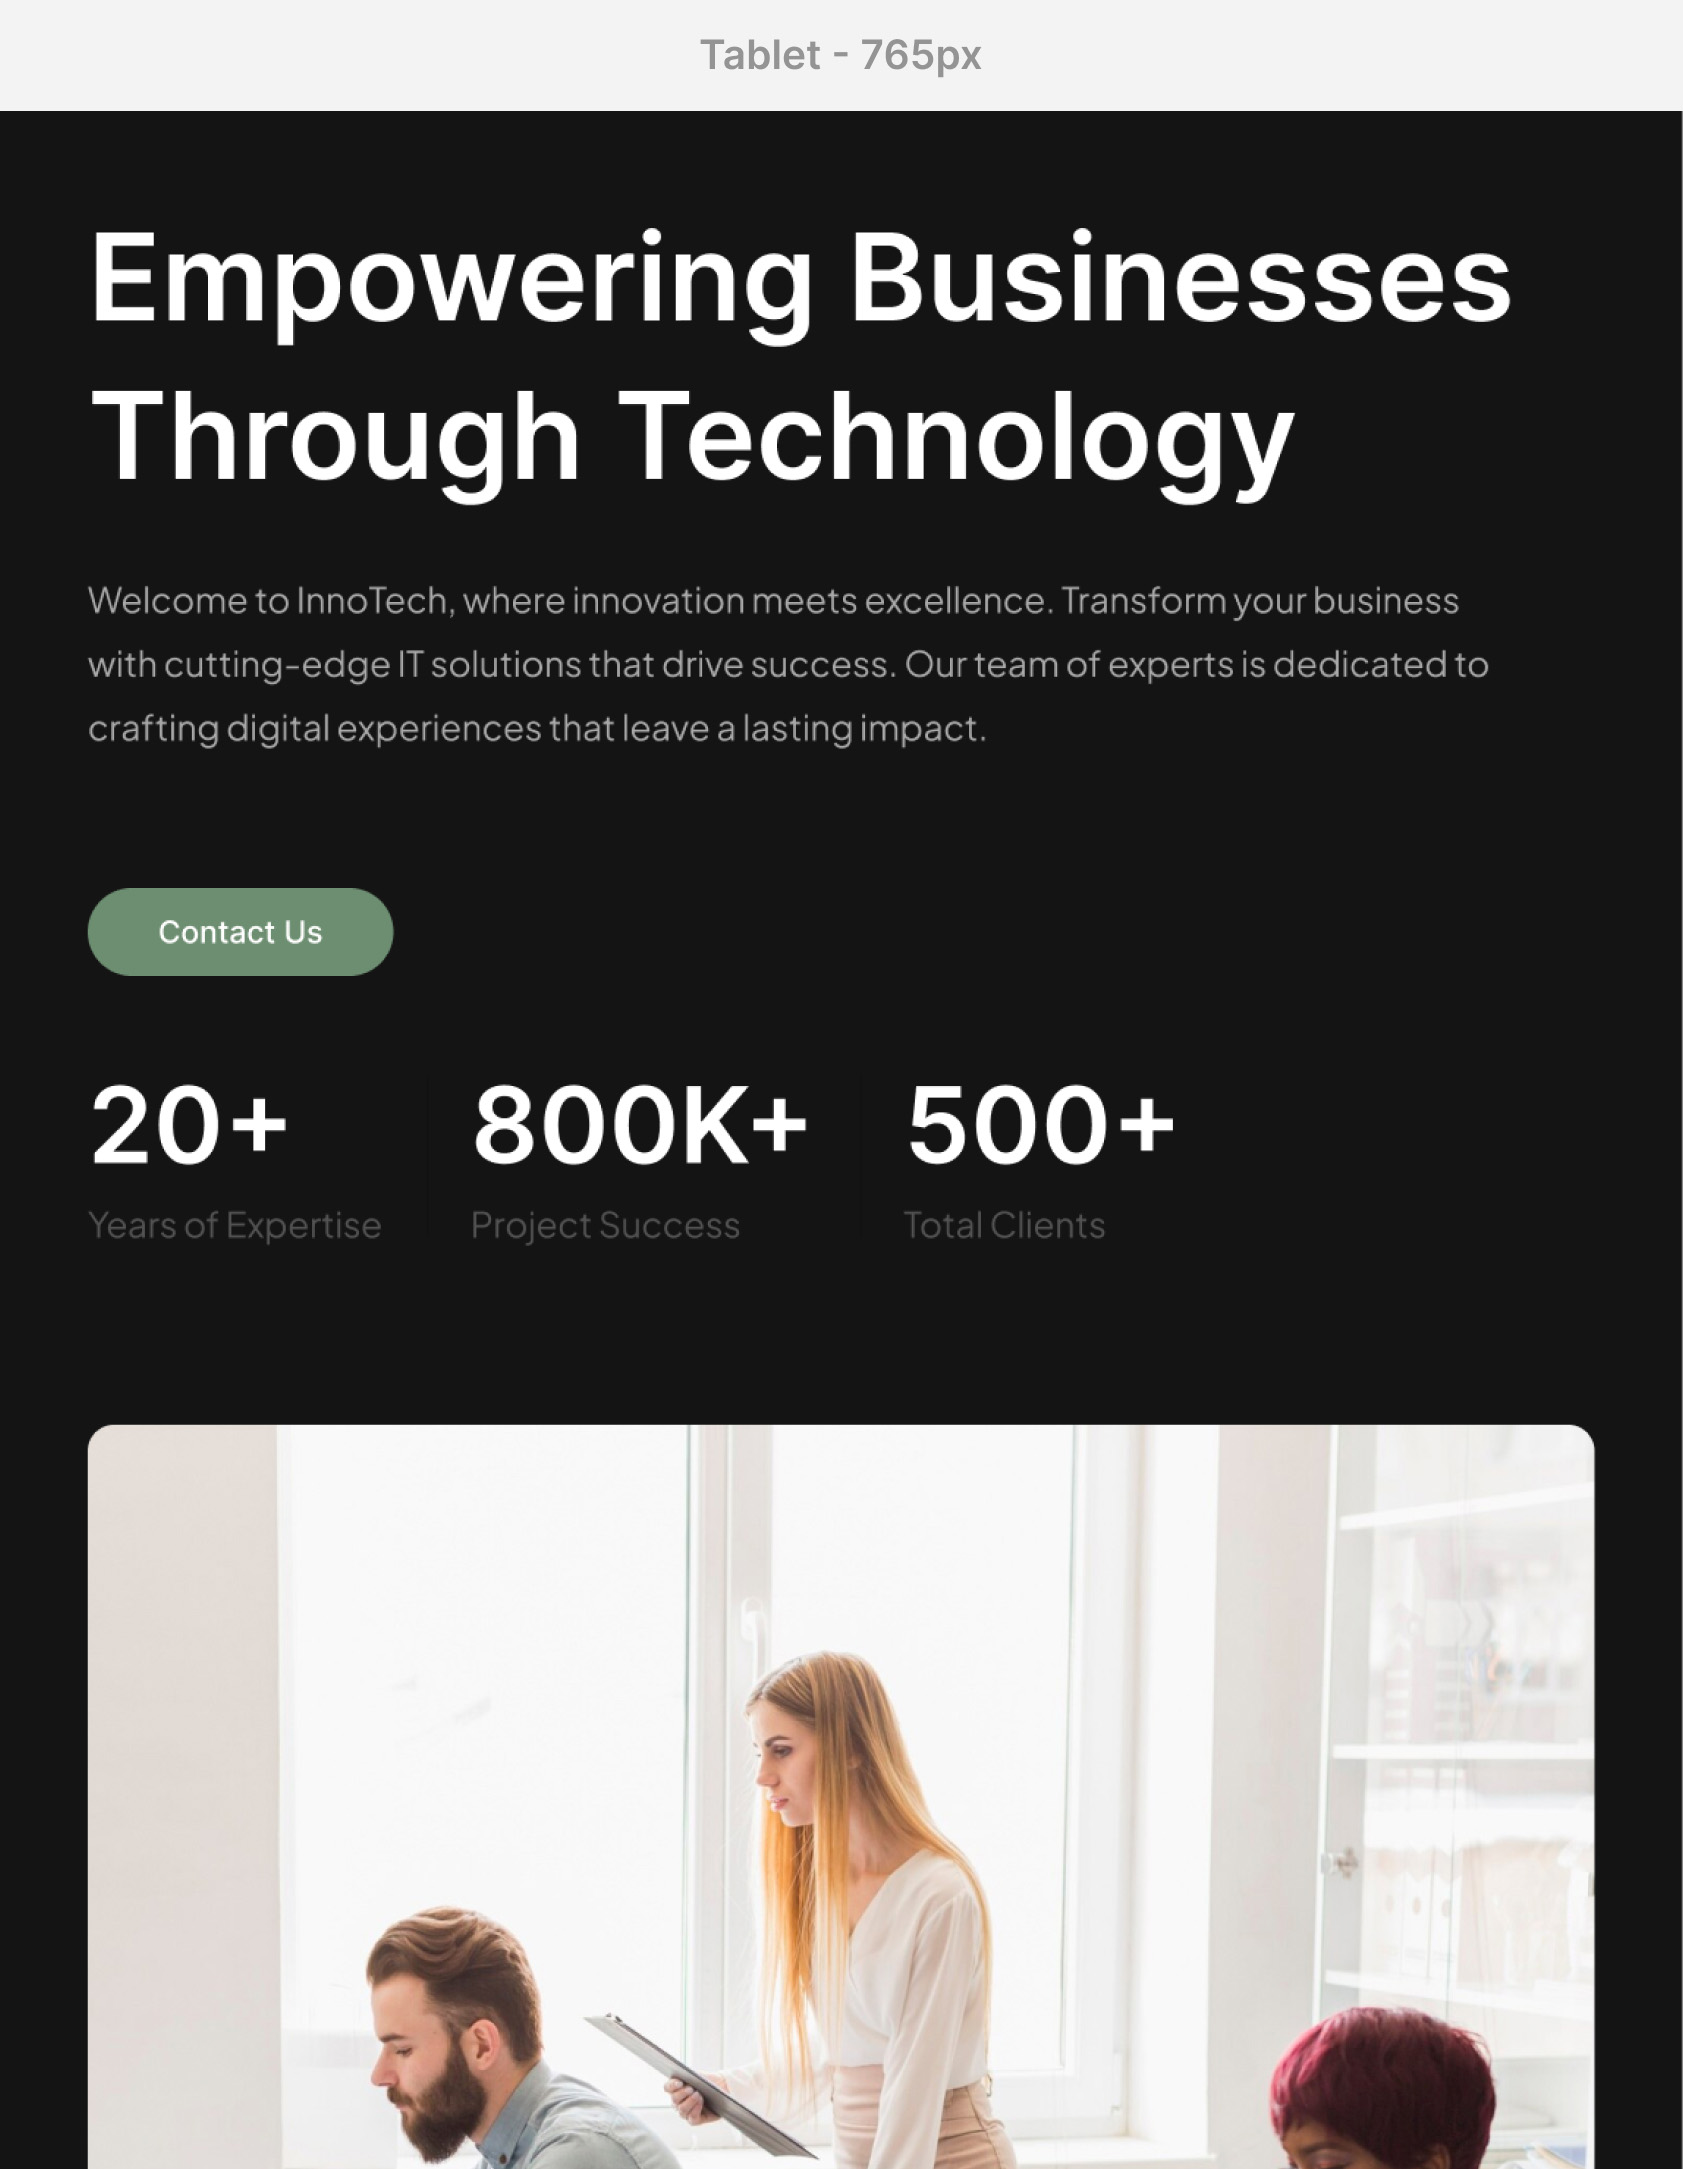 Tablet - 765px
Empowering Businesses
Through Technology
Welcome to InnoTech, where innovation meets excellence. Transform your business
with cutting-edge IT solutions that drive success. Our team of experts is dedicated to
crafting digital experiences that leave a lasting impact.
Contact Us
20+ 800K+ 500+
Years of Expertise Project Success Total Clients